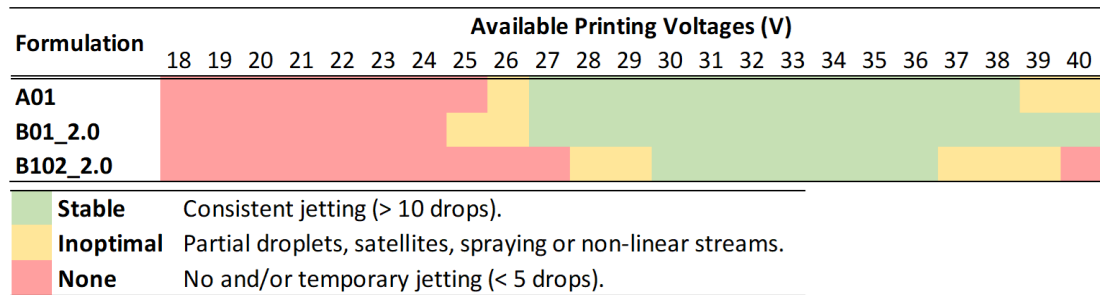 Available Printing Voltages (V)
Formulation
18 19 20 21 22 23 24 25 26 27 28 29 30 31 32 33 34 35 36 37 38 39 40
A01
B01_2.0
B102_2.0
Stable Consistent jetting (> 10 drops).
Inoptimal Partial droplets, satellites, spraying or non-linear streams.
None No and/or temporary jetting (< 5 drops).